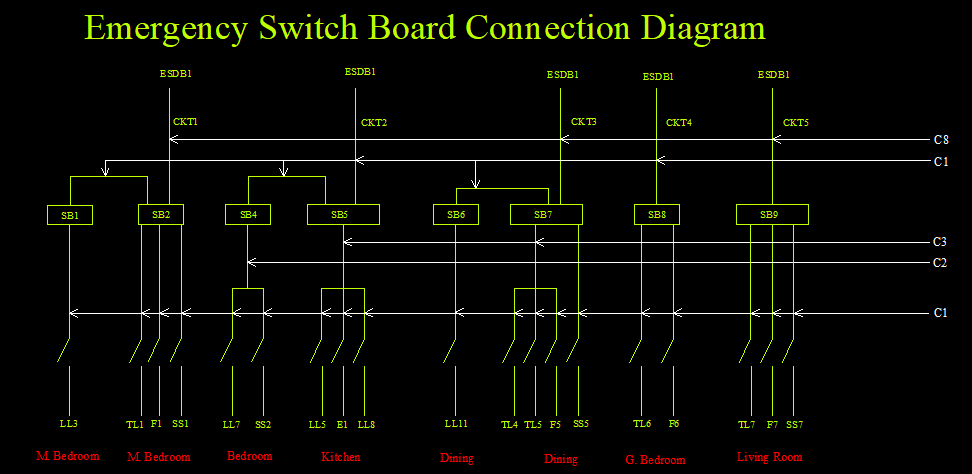 Emergency Switch Board Connection Diagram
ESDB1 ESDB1 ESDB1 ESDB1 ESDB1
CKT1 CKT2 CKT3 CKT4 CKT5
C8
C1
SB1 SB2 SB4 SB5 SB6 SB7 SB8 SB9
C3
C2
C1
LL3 TL1 F1 SS1 LL7 SS2 LL5 E1 LL8 LL11 TL4 TL5 F5 SS5 TL6 F6 TL7 F7 SS7
M. Bedroom M. Bedroom Bedroom Kitchen Dining Dining G. Bedroom Living Room